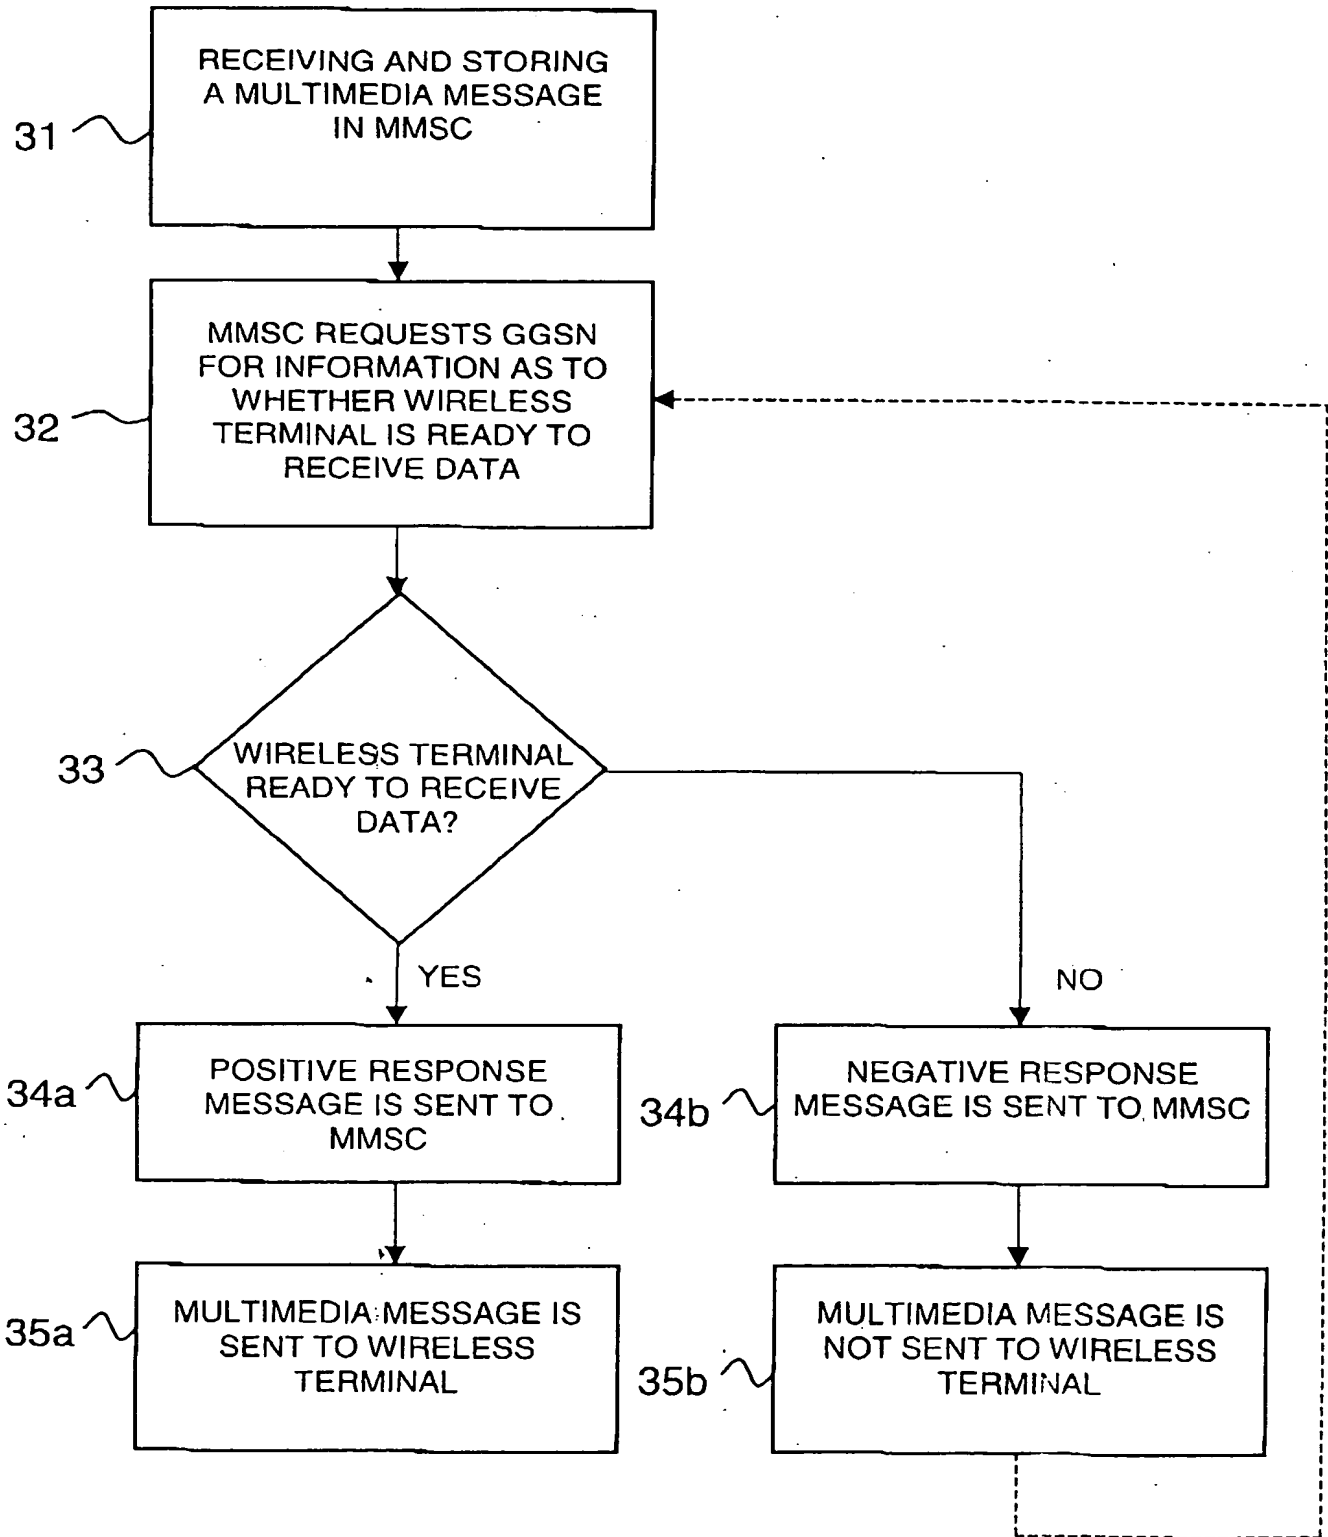 31
RECEIVING AND STORING
A MULTIMEDIA MESSAGE
IN MMSC
32
MMSC REQUESTS GGSN
FOR INFORMATION AS TO
WHETHER WIRELESS
TERMINAL IS READY TO
RECEIVE DATA
33
WIRELESS TERMINAL
READY TO RECEIVE
DATA?
YES
NO
34a
POSITIVE RESPONSE
MESSAGE IS SENT TO
MMSC
34b
NEGATIVE RESPONSE
MESSAGE IS SENT TO MMSC
35a
MULTIMEDIA MESSAGE IS
SENT TO WIRELESS
TERMINAL
35b
MULTIMEDIA MESSAGE IS
NOT SENT TO WIRELESS
TERMINAL